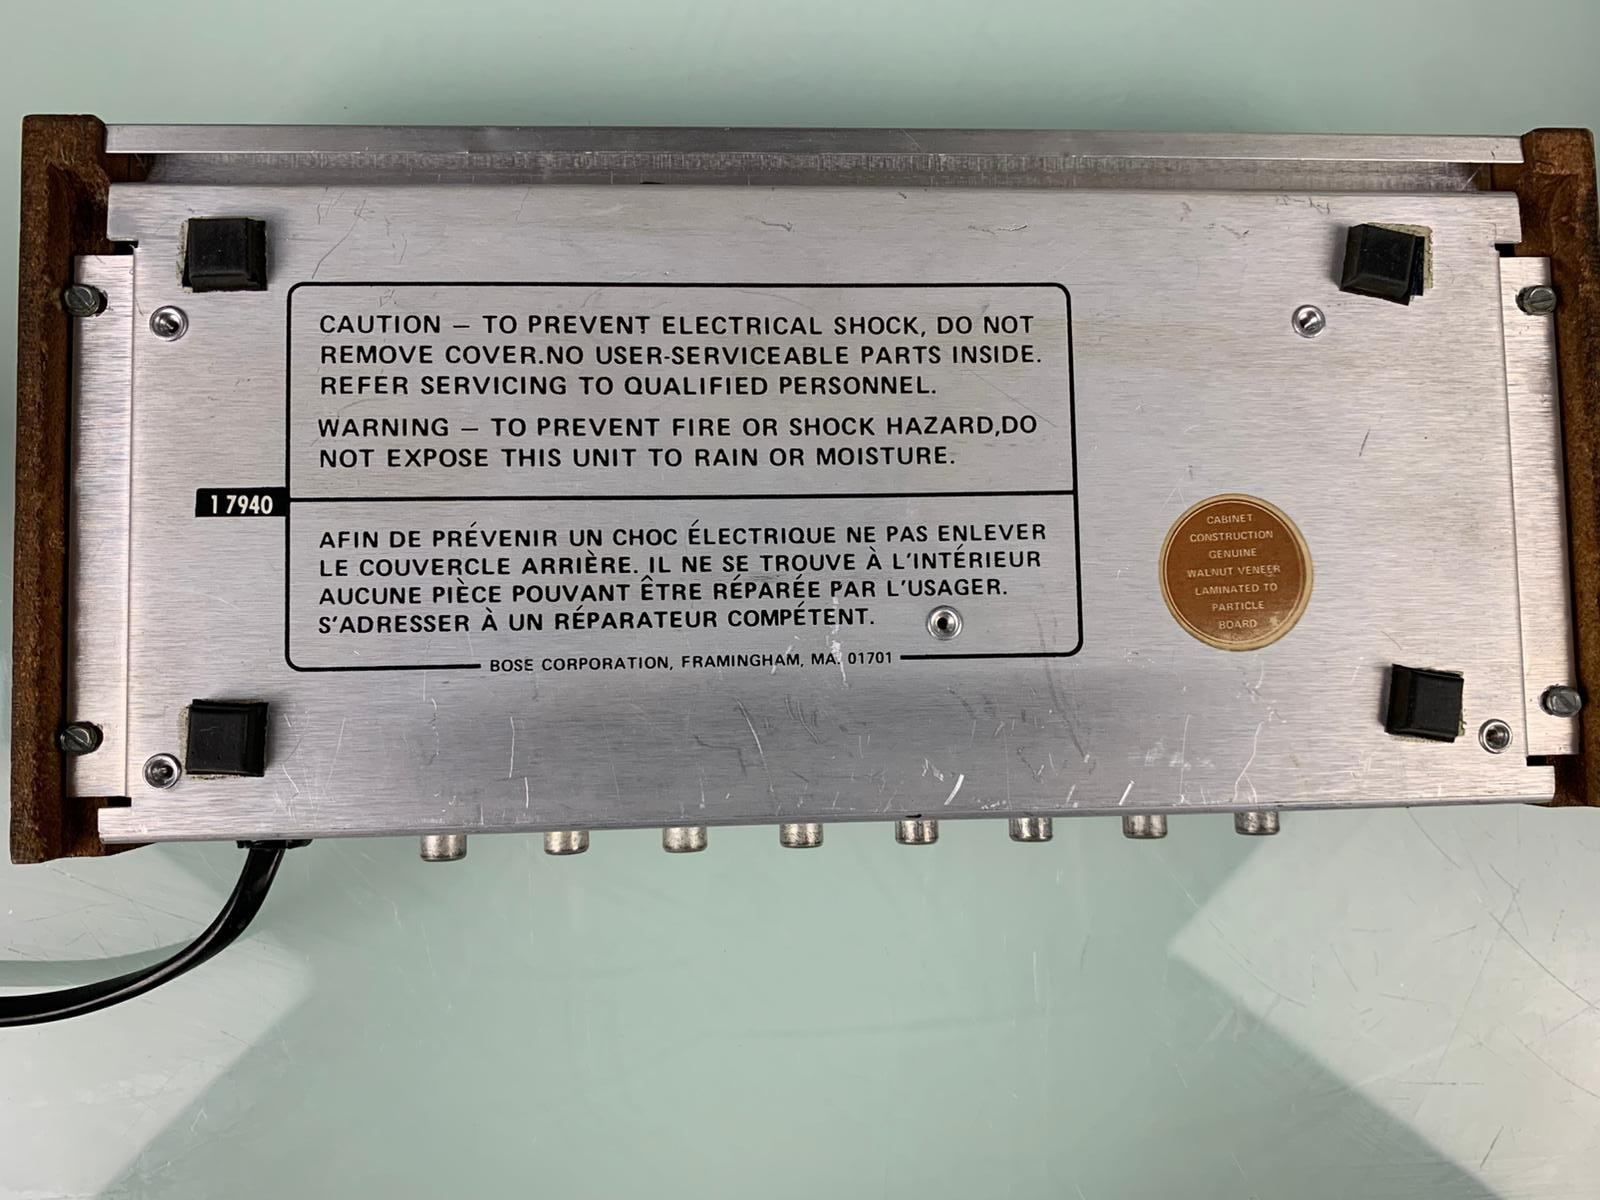 CAUTION – TO PREVENT ELECTRICAL SHOCK, DO NOT
REMOVE COVER.NO USER-SERVICEABLE PARTS INSIDE.
REFER SERVICING TO QUALIFIED PERSONNEL.
WARNING – TO PREVENT FIRE OR SHOCK HAZARD,DO
NOT EXPOSE THIS UNIT TO RAIN OR MOISTURE.
17940
AFIN DE PRÉVENIR UN CHOC ÉLECTRIQUE NE PAS ENLEVER
LE COUVERCLE ARRIÈRE. IL NE SE TROUVE À L'INTÉRIEUR
AUCUNE PIÈCE POUVANT ÊTRE RÉPARÉE PAR L'USAGER.
S'ADRESSER À UN RÉPARATEUR COMPÉTENT.
BOSE CORPORATION, FRAMINGHAM, MA. 01701
CABINET
CONSTRUCTION
GENUINE
WALNUT VENEER
LAMINATED TO
PARTICLE
BOARD